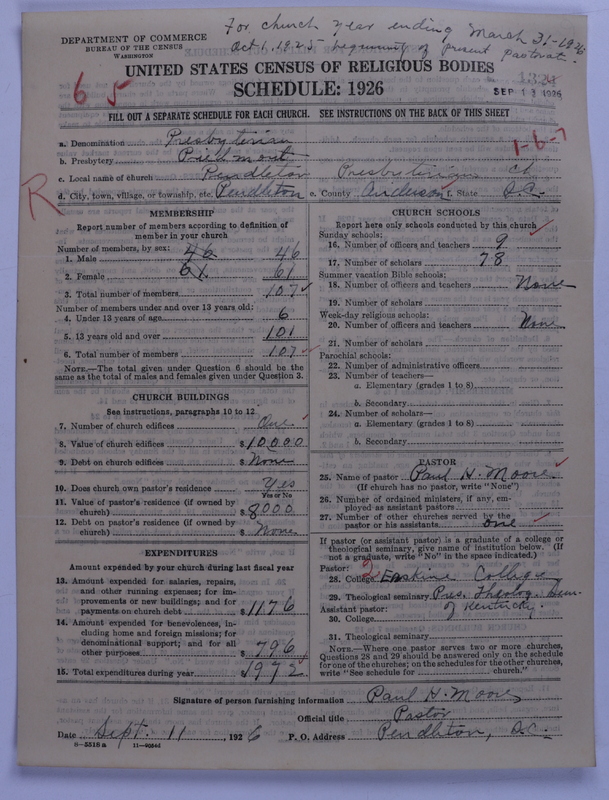 For church year ending March 31-1926
DEPARTMENT OF COMMERCE
BUREAU OF THE CENSUS
WASHINGTON
Oct 1, 1925 beginning of present pastorate.
UNITED STATES CENSUS OF RELIGIOUS BODIES
SCHEDULE: 1926
SEP 13 1926
6 5
FILL OUT A SEPARATE SCHEDULE FOR EACH CHURCH. SEE INSTRUCTIONS ON THE BACK OF THIS SHEET
1-6-7
a. Denomination Presbyterian
b. Presbytery Piedmont
c. Local name of church Pendleton Presbyterian Ch
R
d. City, town, village, or township, etc. Pendleton e. County Anderson f. State S.C.
MEMBERSHIP
Report number of members according to definition of
member in your church
Number of members, by sex:
1. Male 46 46
2. Female 61 61
3. Total number of members 107
Number of members under and over 13 years old:
4. Under 13 years of age 6
5. 13 years old and over 101
6. Total number of members 107
NOTE.—The total given under Question 6 should be the
same as the total of males and females given under Question 3.
CHURCH BUILDINGS
See instructions, paragraphs 10 to 12
7. Number of church edifices One
8. Value of church edifices $10000
9. Debt on church edifices $ None
10. Does church own pastor's residence? Yes
Yes or No
11. Value of pastor's residence (if owned by
church) $8000
12. Debt on pastor's residence (if owned by
church) $ None
EXPENDITURES
Amount expended by your church during last fiscal year
13. Amount expended for salaries, repairs,
and other running expenses; for im-
provements or new buildings; and for
payments on church debt $1176
14. Amount expended for benevolences, in-
cluding home and foreign missions; for
denominational support; and for all
other purposes $ 796
15. Total expenditures during year $1972
CHURCH SCHOOLS
Report here only schools conducted by this church
Sunday schools:
16. Number of officers and teachers 9
17. Number of scholars 78
Summer vacation Bible schools:
18. Number of officers and teachers None
19. Number of scholars
Week-day religious schools:
20. Number of officers and teachers None
21. Number of scholars
Parochial schools:
22. Number of administrative officers
23. Number of teachers—
a. Elementary (grades 1 to 8)
b. Secondary
24. Number of scholars—
a. Elementary (grades 1 to 8)
b. Secondary
PASTOR
25. Name of pastor Paul H. Moore
(If church has no pastor, write "None")
26. Number of ordained ministers, if any, em-
ployed as assistant pastors
27. Number of other churches served by the
pastor or his assistants one
If pastor (or assistant pastor) is a graduate of a college or
theological seminary, give name of institution below. (If
not a graduate, write "No" in the space indicated.)
Pastor: 2
28. College Erskine College
29. Theological seminary Pres. Theolog. Sem.
Assistant pastor: of Kentucky.
30. College
31. Theological seminary
NOTE.—Where one pastor serves two or more churches,
Questions 28 and 29 should be answered only on the schedule
for one of the churches; on the schedules for the other churches,
write "See schedule for church."
Signature of person furnishing information Paul H. Moore
Official title Pastor
Date Sept. 11, 1926 P. O. Address Pendleton, S.C.
8—5518a 11—9056d